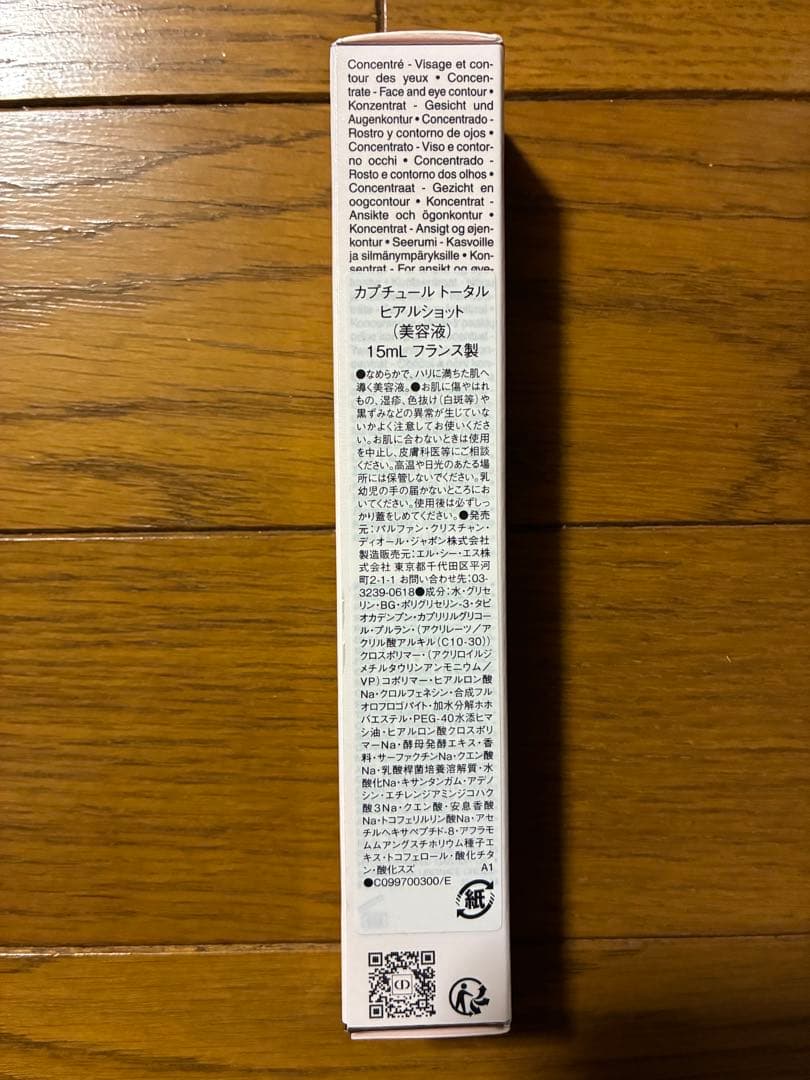 Concentré - Visage et con-
tour des yeux • Concen-
trate - Face and eye contour •
Konzentrat - Gesicht und
Augenkontur • Concentrado -
Rostro y contorno de ojos •
Concentrato - Viso e contor-
no occhi • Concentrado -
Rosto e contorno dos olhos •
Concentraat - Gezicht en
oogcontour • Koncentrat -
Ansikte och ögonkontur •
Koncentrat - Ansigt og øjen-
kontur • Seerumi - Kasvoille
ja silmänympäryksille • Kon-
sentrat - For ansikt og øye-
カプチュール トータル
ヒアルショット
(美容液)
15mL フランス製
●なめらかで、ハリに満ちた肌へ
導く美容液。●お肌に傷やはれ
もの、湿疹、色抜け(白斑等)や
黒ずみなどの異常が生じていな
いかよく注意してお使いくださ
い。お肌に合わないときは使用
を中止し、皮膚科医等にご相談
ください。高温や日光のあたる場
所には保管しないでください。乳
幼児の手の届かないところにお
いてください。使用後は必ずしっ
かり蓋をしめてください。●発売
元:パルファン・クリスチャン・
ディオール・ジャポン株式会社
製造販売元:エル・シー・エス株
式会社 東京都千代田区平河
町2-1-1 お問い合わせ先:03-
3239-0618●成分:水・グリセ
リン・BG・ポリグリセリン-3・タピ
オカデンプン・カプリリルグリコー
ル・プルラン・(アクリレーツ/ア
クリル酸アルキル(C10-30))
クロスポリマー・(アクリロイルジ
メチルタウリンアンモニウム/
VP)コポリマー・ヒアルロン酸
Na・クロルフェネシン・合成フル
オロフロゴパイト・加水分解ホホ
バエステル・PEG-40水添ヒマ
シ油・ヒアルロン酸クロスポリ
マーNa・酵母発酵エキス・香
料・サーファクチンNa・クエン酸
Na・乳酸桿菌培養溶解質・水
酸化Na・キサンタンガム・アデノ
シン・エチレンジアミンジコハク
酸3Na・クエン酸・安息香酸
Na・トコフェリルリン酸Na・アセ
チルヘキサペプチド-8・アフラモ
ムムアングスチホリウム種子エ
キス・トコフェロール・酸化チタ
ン・酸化スズ A1
●C099700300/E
紙
CD